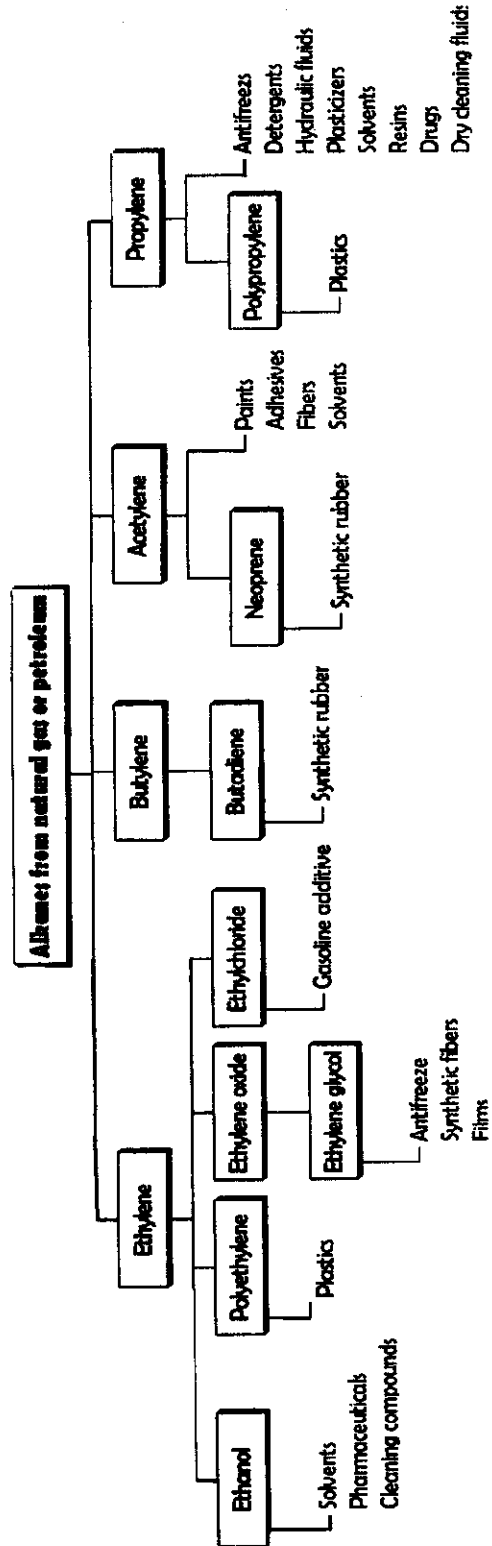 Alkanes from natural gas or petroleum
Ethylene
Butylene
Acetylene
Propylene
Ethanol
Polyethylene
Ethylene oxide
Ethylchloride
Butadiene
Neoprene
Polypropylene
Ethylene glycol
Solvents
Pharmaceuticals
Cleaning compounds
Plastics
Antifreeze
Synthetic fibers
Films
Gasoline additive
Synthetic rubber
Synthetic rubber
Paints
Adhesives
Fibers
Solvents
Plastics
Antifreezs
Detergents
Hydraulic fluids
Plasticizers
Solvents
Resins
Drugs
Dry cleaning fluids